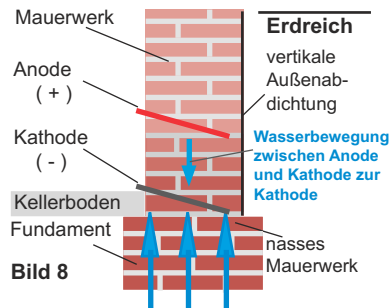 Mauerwerk
Anode
( + )
Kathode
( - )
Kellerboden
Fundament
Bild 8
Erdreich
vertikale
Außenab-
dichtung
Wasserbewegung
zwischen Anode
und Kathode zur
Kathode
nasses
Mauerwerk